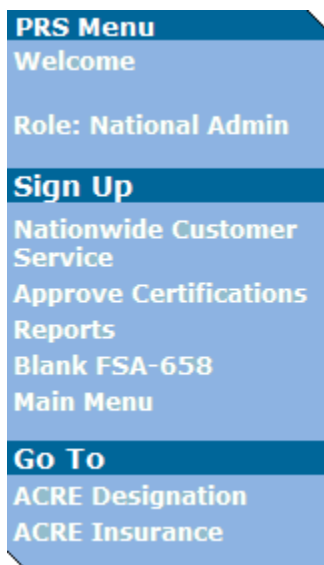 PRS Menu
Welcome
Role: National Admin
Sign Up
Nationwide Customer
Service
Approve Certifications
Reports
Blank FSA-658
Main Menu
Go To
ACRE Designation
ACRE Insurance